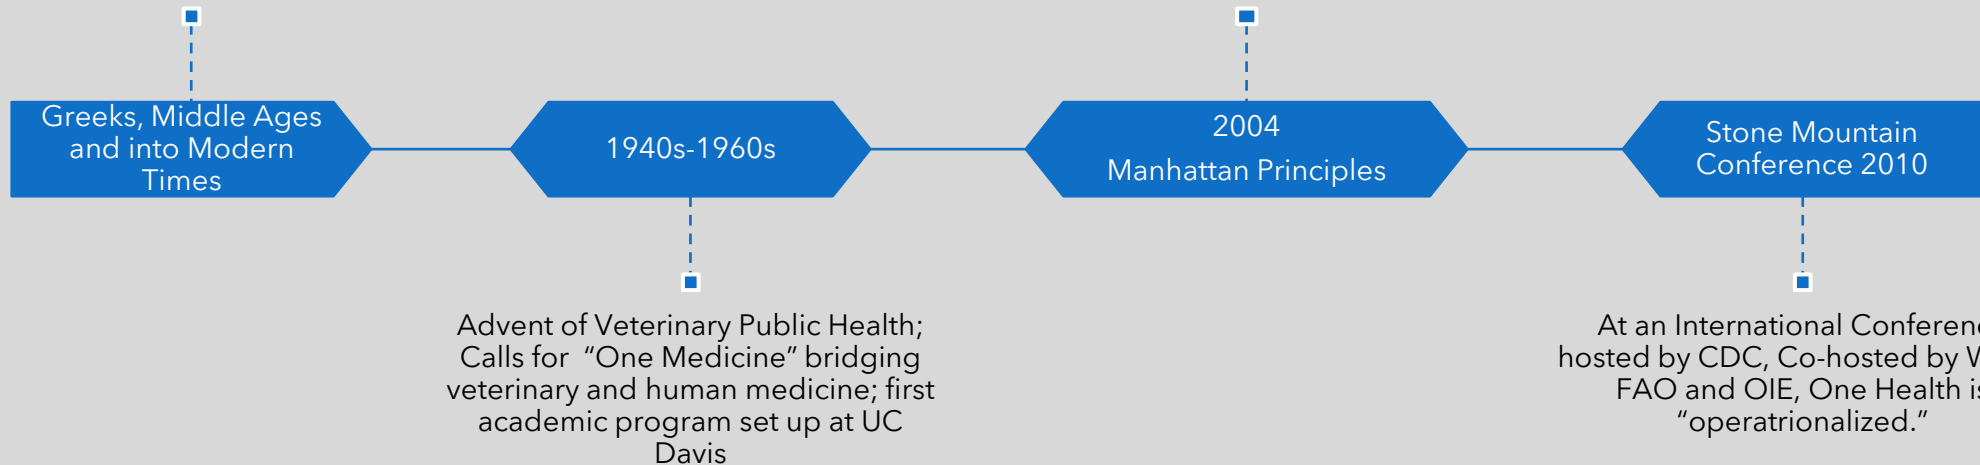 Greeks, Middle Ages
and into Modern
Times
1940s-1960s
2004
Manhattan Principles
Stone Mountain
Conference 2010
Advent of Veterinary Public Health;
Calls for “One Medicine” bridging
veterinary and human medicine; first
academic program set up at UC
Davis
At an International
hosted by CDC, Co-hosted by
FAO and OIE, One Health is
“operatrionalized.”